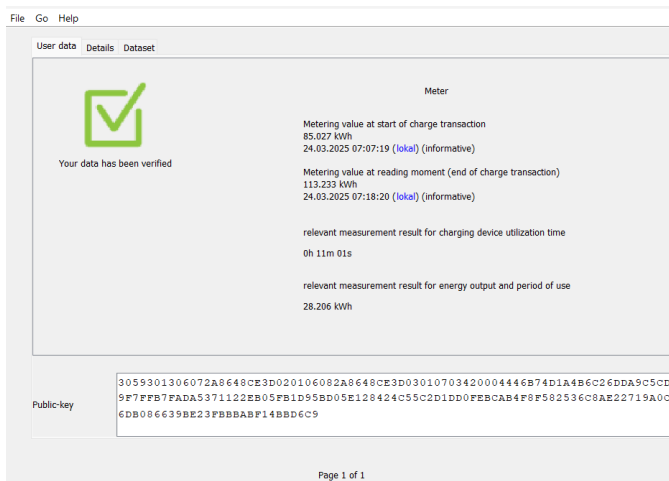 File Go Help
User data Details Dataset
Your data has been verified
Meter
Metering value at start of charge transaction
85.027 kWh
24.03.2025 07:07:19 (lokal) (informative)
Metering value at reading moment (end of charge transaction)
113.233 kWh
24.03.2025 07:18:20 (lokal) (informative)
relevant measurement result for charging device utilization time
0h 11m 01s
relevant measurement result for energy output and period of use
28.206 kWh
Public-key
3059301306072A8648CE3D020106082A8648CE3D03010703420004446B74D1A4B6C26DDA9C5CD
9F7FFB7FADA5371122EB05FB1D95BD05E128424C55C2D1DD0FEBCAB4F8F582536C8AE22719A0C
6DB086639BE23FBBBABF14BBD6C9
Page 1 of 1